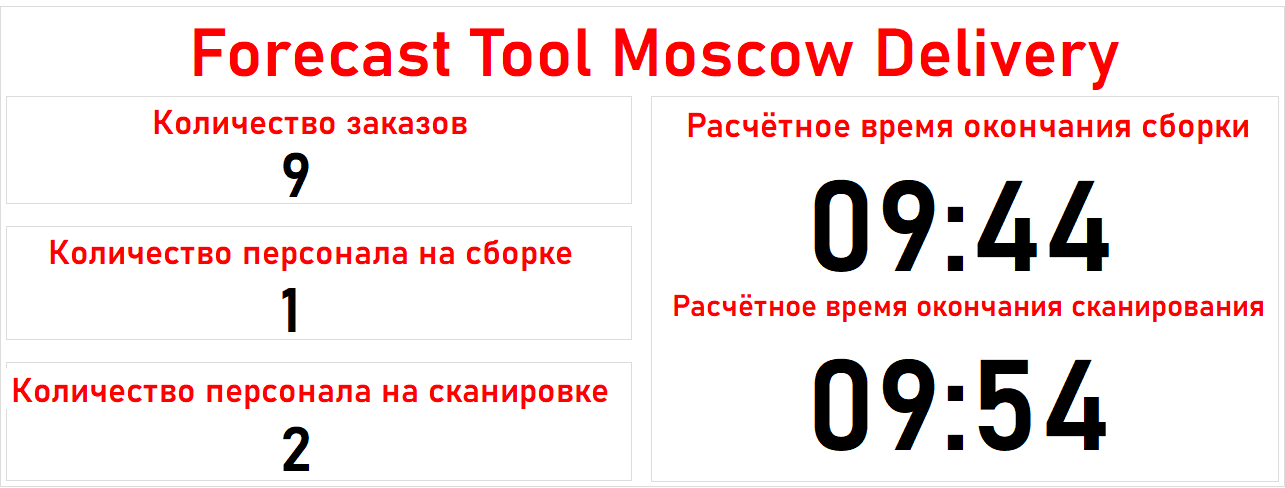 Forecast Tool Moscow Delivery
Количество заказов
9
Количество персонала на сборке
1
Количество персонала на сканировке
2
Расчётное время окончания сборки
09:44
Расчётное время окончания сканирования
09:54